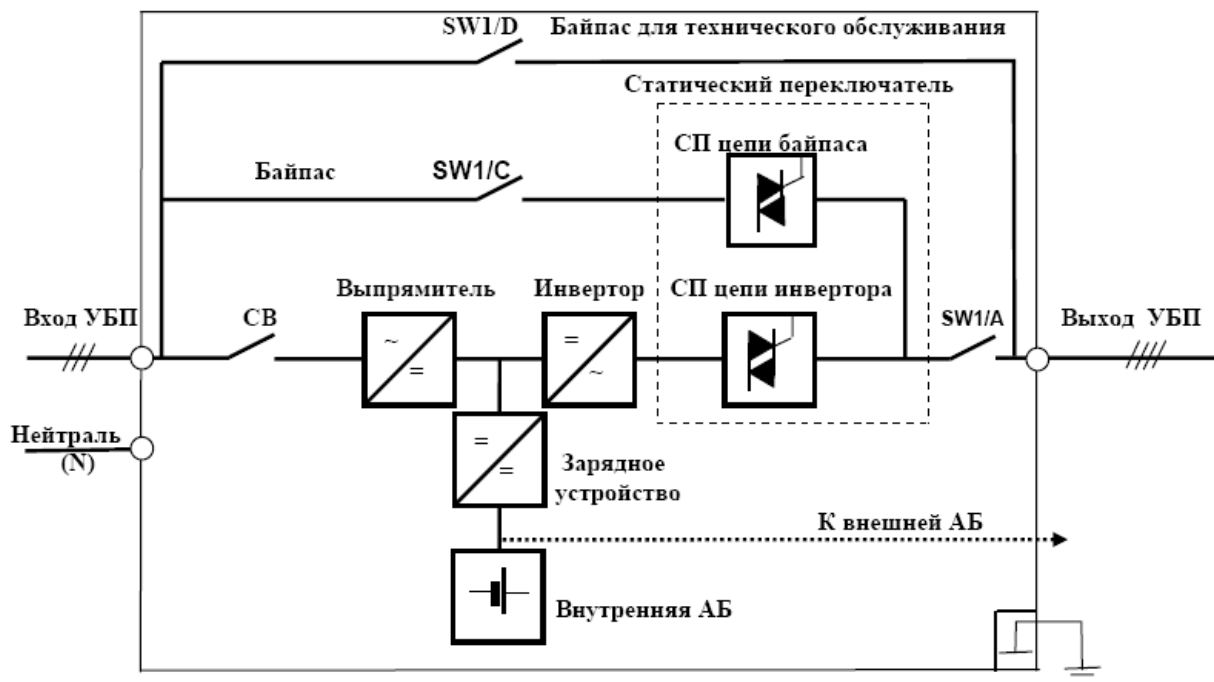 SW1/D Байпас для технического обслуживания
Статический переключатель
СП цепи байпаса
Байпас SW1/C
Выпрямитель Инвертор СП цепи инвертора
Вход УБП СВ SW1/A Выход УБП
~
=
=
~
Нейтраль
(N)
=
=
Зарядное
устройство
К внешней АБ
Внутренняя АБ